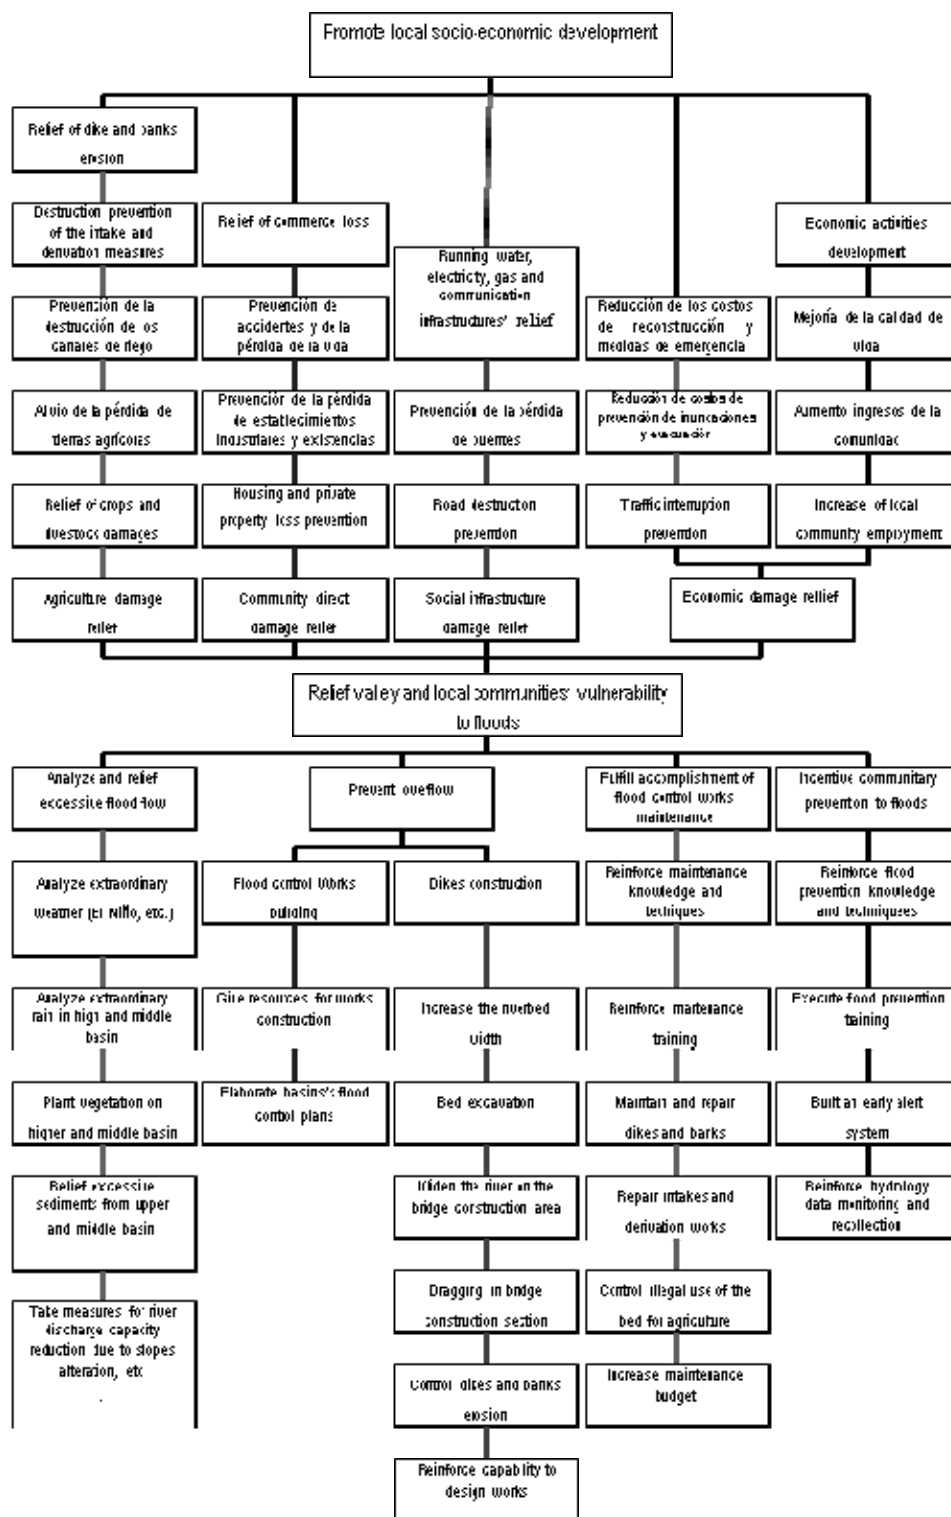 Promote local socio-economic development
Relief of dike and banks
erosion
Destruction prevention
of the intake and
derivation measures
Prevención de la
destrucción de los
canales de riego
Alivio de la pérdida de
tierras agrícolas
Relief of crops and
livestock damages
Agriculture damage
relief
Relief of commerce loss
Prevención de
accidentes y de la
pérdida de la vida
Prevención de la pérdida
de establecimientos
industriales y existencias
Housing and private
property loss prevention
Community direct
damage relief
Running water,
electricity, gas and
communication
infrastructures' relief
Prevención de la pérdida
de puentes
Road destruction
prevention
Social infrastructure
damage relief
Reducción de los costos
de reconstrucción y
medidas de emergencia
Reducción de costos de
prevención de inundaciones
y evacuación
Traffic interruption
prevention
Economic activities
development
Mejoría de la calidad de
vida
Aumento ingresos de la
comunidad
Increase of local
community employment
Economic damage rellief
Relief valley and local communities' vulnerability
to floods
Analyze and relief
excessive flood flow
Analyze extraordinary
weather (El Niño, etc.)
Analyze extraordinary
rain in high and middle
basin
Plant vegetation on
higher and middle basin
Relief excessive
sediments from upper
and middle basin
Take measures for river
discharge capacity
reduction due to slopes
alteration, etc
.
Prevent overflow
Flood control Works
building
Give resources for works
construction
Elaborate basins's flood
control plans
Dikes construction
Increase the riverbed
width
Bed excavation
Widen the river on the
bridge construction area
Dragging in bridge
construction section
Control dikes and banks
erosion
Reinforce capability to
design works
Fulfill accomplishment of
flood control works
maintenance
Reinforce maintenance
knowledge and
techniques
Reinforce maintenance
training
Maintain and repair
dikes and banks
Repair intakes and
derivation works
Control illegal use of the
bed for agriculture
Increase maintenance
budget
Incentive communitary
prevention to floods
Reinforce flood
prevention knowledge
and techniques
Execute flood prevention
training
Built an early alert
system
Reinforce hydrology
data monitoring and
recollection